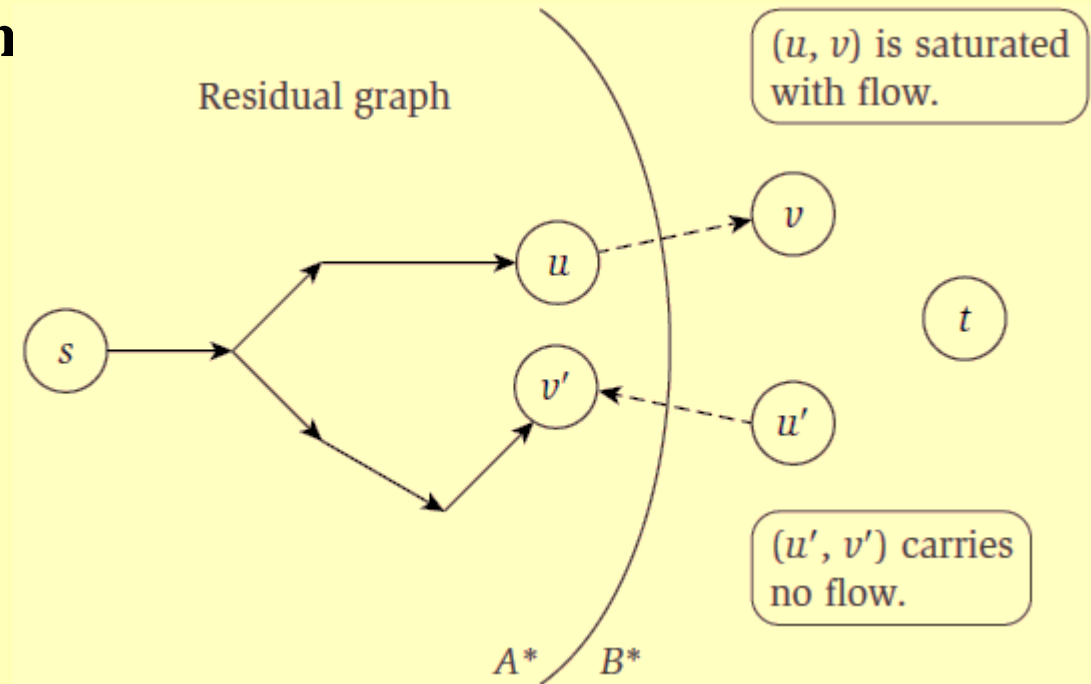 n
Residual graph
(u, v) is saturated
with flow.
v
u
t
s
v′
u′
(u′, v′) carries
no flow.
A* B*